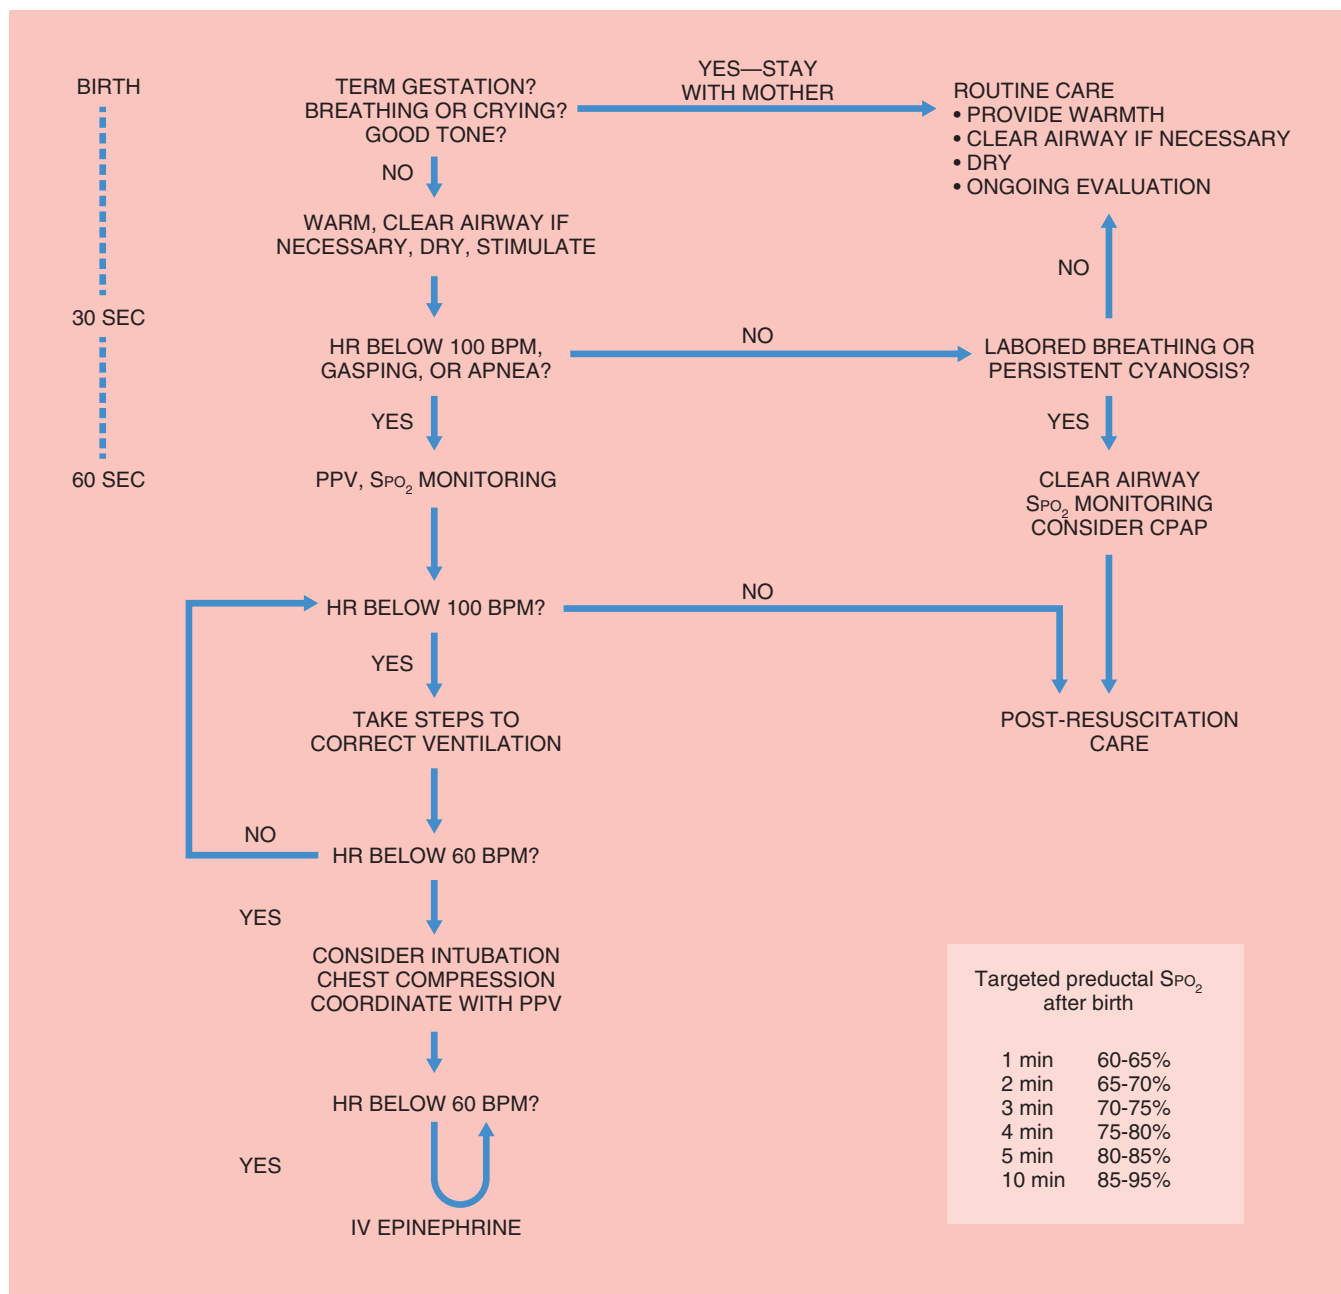 BIRTH
30 SEC
60 SEC
TERM GESTATION?
BREATHING OR CRYING?
GOOD TONE?
YES—STAY
WITH MOTHER
ROUTINE CARE
• PROVIDE WARMTH
• CLEAR AIRWAY IF NECESSARY
• DRY
• ONGOING EVALUATION
NO
WARM, CLEAR AIRWAY IF
NECESSARY, DRY, STIMULATE
NO
HR BELOW 100 BPM,
GASPING, OR APNEA?
NO
LABORED BREATHING OR
PERSISTENT CYANOSIS?
YES
YES
PPV, SPO₂ MONITORING
CLEAR AIRWAY
SPO₂ MONITORING
CONSIDER CPAP
HR BELOW 100 BPM?
NO
YES
TAKE STEPS TO
CORRECT VENTILATION
POST-RESUSCITATION
CARE
NO
HR BELOW 60 BPM?
YES
CONSIDER INTUBATION
CHEST COMPRESSION
COORDINATE WITH PPV
HR BELOW 60 BPM?
YES
IV EPINEPHRINE
Targeted preductal SPO₂
after birth
1 min 60-65%
2 min 65-70%
3 min 70-75%
4 min 75-80%
5 min 80-85%
10 min 85-95%